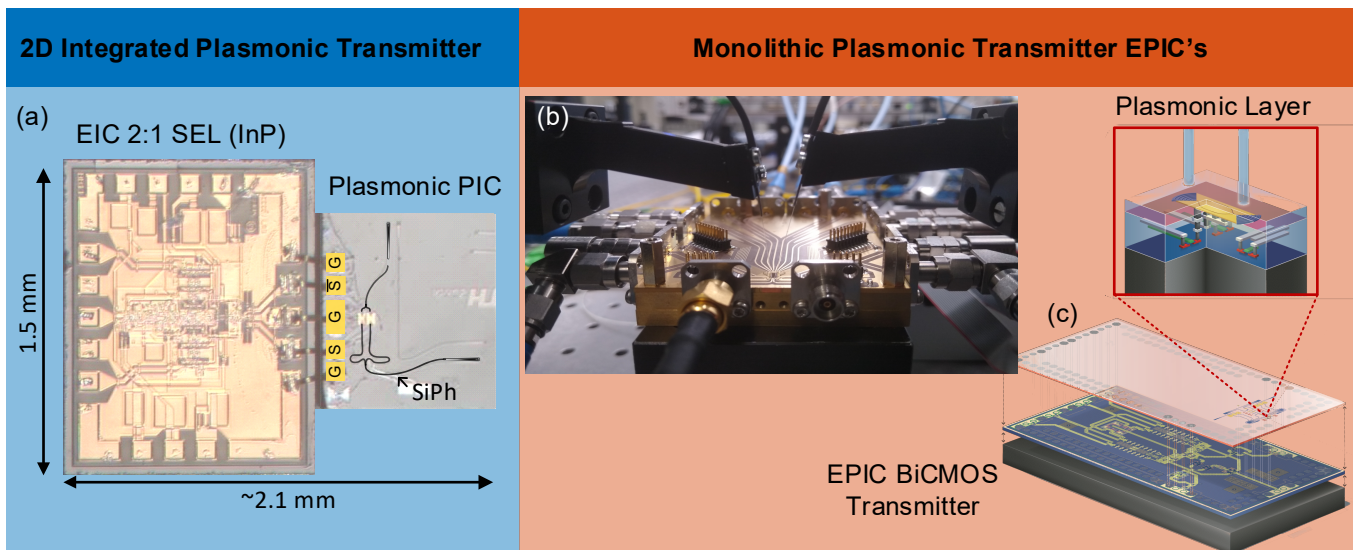 2D Integrated Plasmonic Transmitter
Monolithic Plasmonic Transmitter EPIC's
(a)
EIC 2:1 SEL (InP)
Plasmonic PIC
1.5 mm
G
S̅
G
S
G
SiPh
~2.1 mm
(b)
Plasmonic Layer
(c)
EPIC BiCMOS
Transmitter